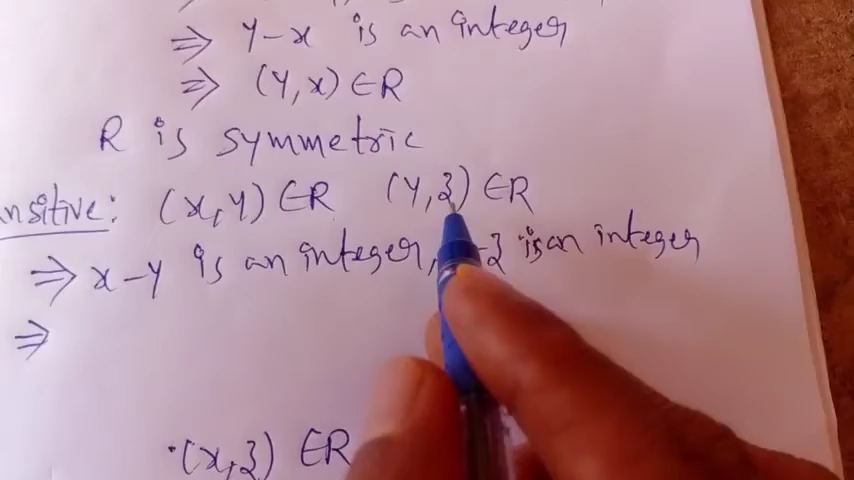 ⇒ y-x is an integer
⇒ (y,x) ∈R
R is symmetric
nsitive: (x,y) ∈R (y,z) ∈R
⇒ x-y is an integer, -z is an integer
⇒
(x,z) ∈R